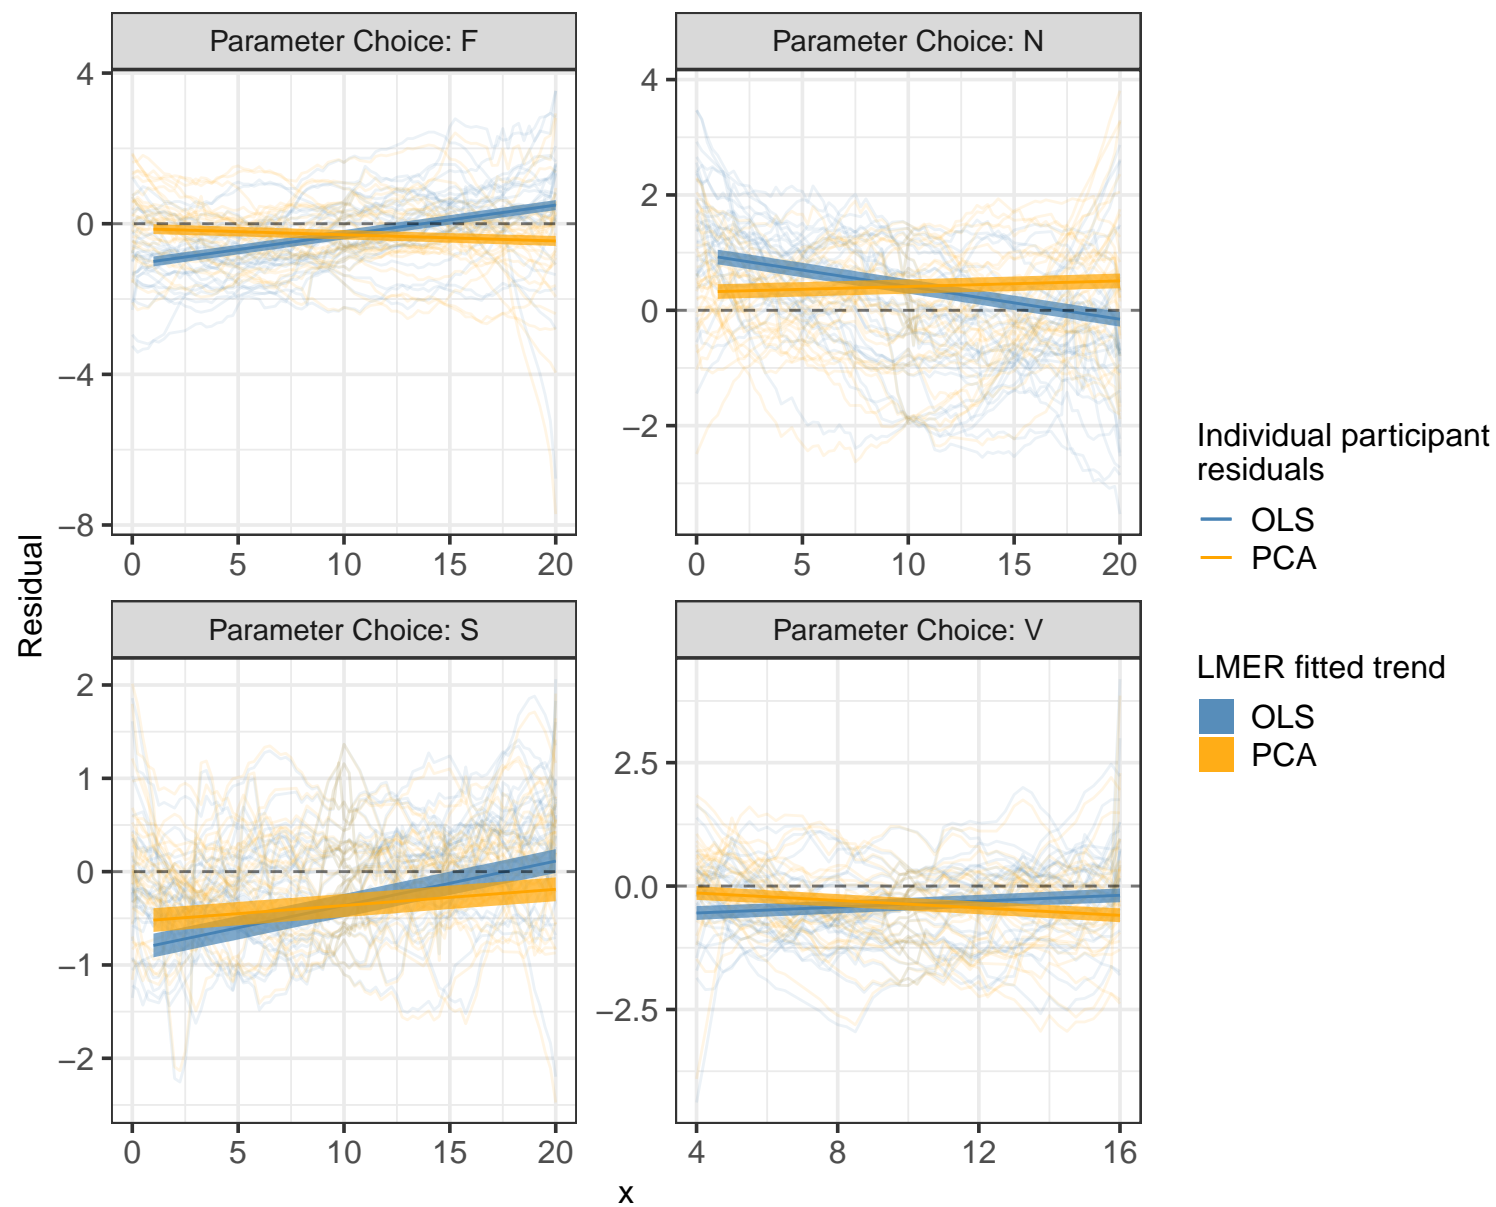 Parameter Choice: F
Parameter Choice: N
4
0
−4
−8
0 5 10 15 20
4
2
0
−2
0 5 10 15 20
Residual
Parameter Choice: S
Parameter Choice: V
2
1
0
−1
−2
0 5 10 15 20
2.5
0.0
−2.5
4 8 12 16
x
Individual participant
residuals
OLS
PCA
LMER fitted trend
OLS
PCA